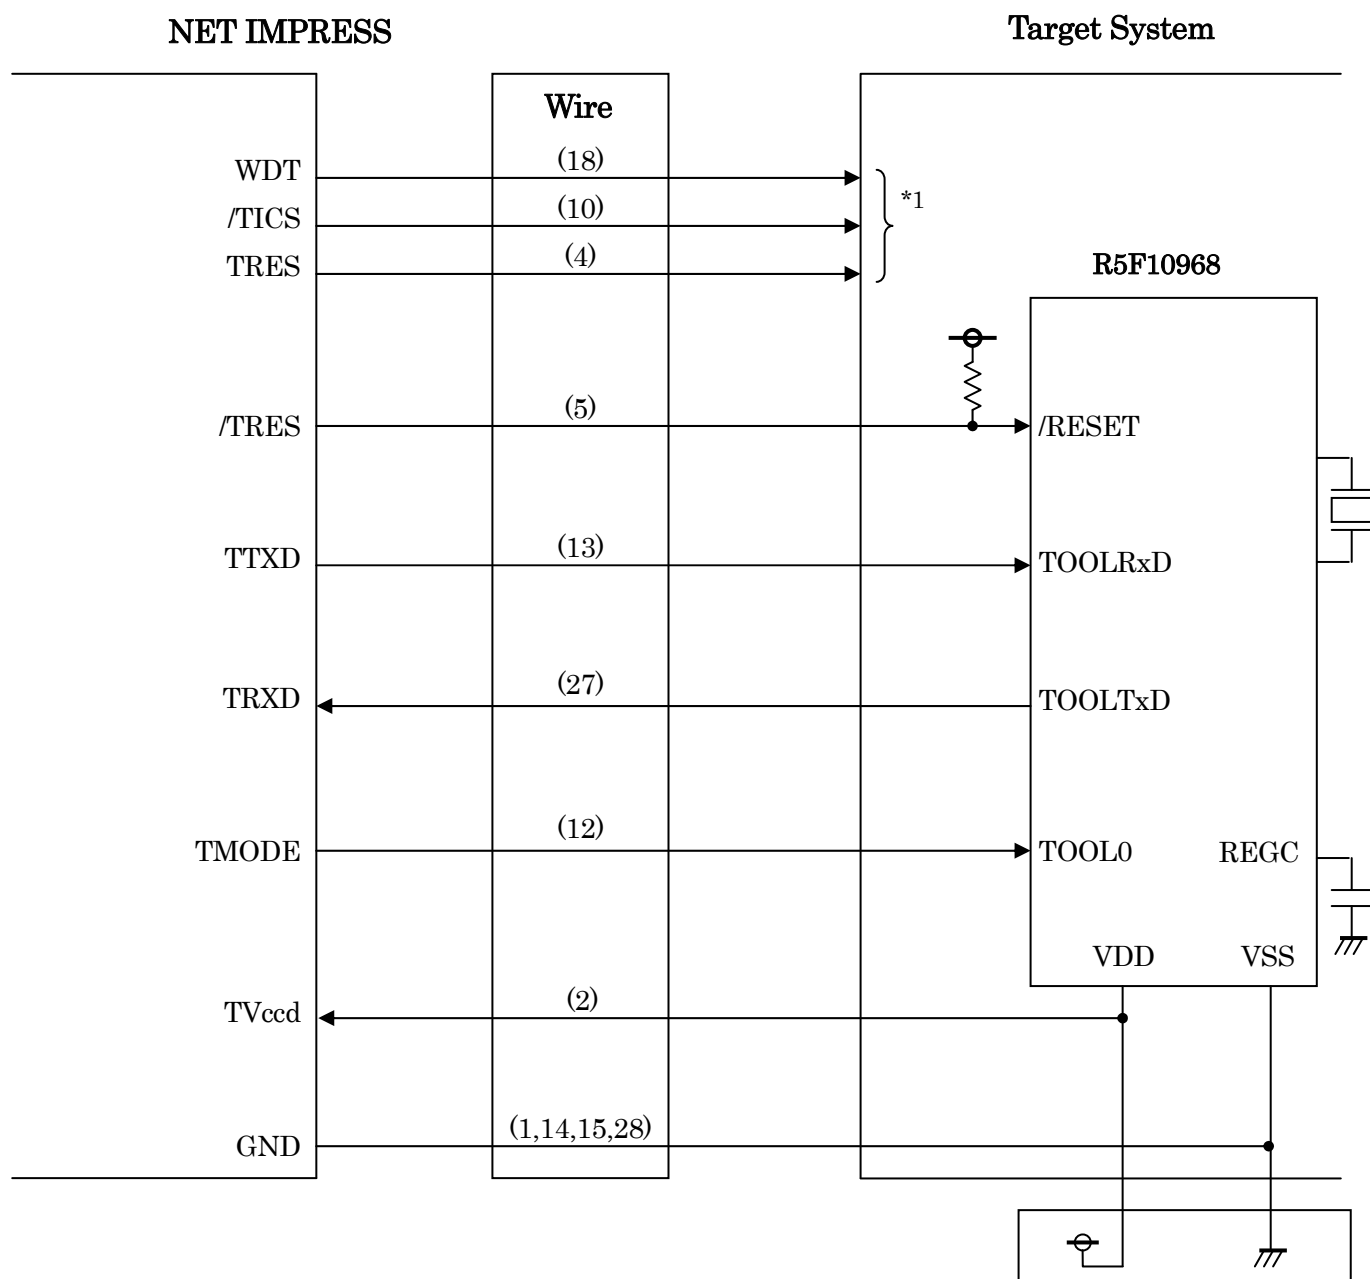 NET IMPRESS
Target System
Wire
WDT
(18)
*1
/TICS
(10)
TRES
(4)
R5F10968
/TRES
(5)
/RESET
TTXD
(13)
TOOLRxD
TRXD
(27)
TOOLTxD
TMODE
(12)
TOOL0
REGC
VDD
VSS
TVccd
(2)
GND
(1,14,15,28)